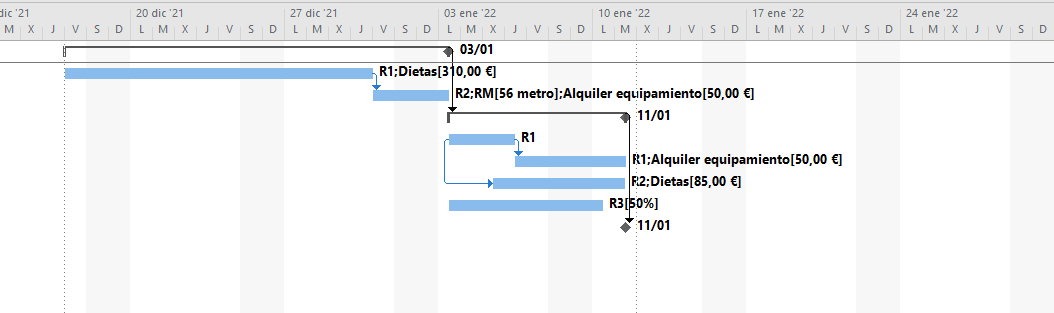 dic '21 20 dic '21 27 dic '21 03 ene '22 10 ene '22 17 ene '22 24 ene '22
M X J V S D L M X J V S D L M X J V S D L M X J V S D L M X J V S D L M X J V S D L M X J V S D
03/01
R1;Dietas[310,00 €]
R2;RM[56 metro];Alquiler equipamiento[50,00 €]
11/01
R1
R1;Alquiler equipamiento[50,00 €]
R2;Dietas[85,00 €]
R3[50%]
11/01